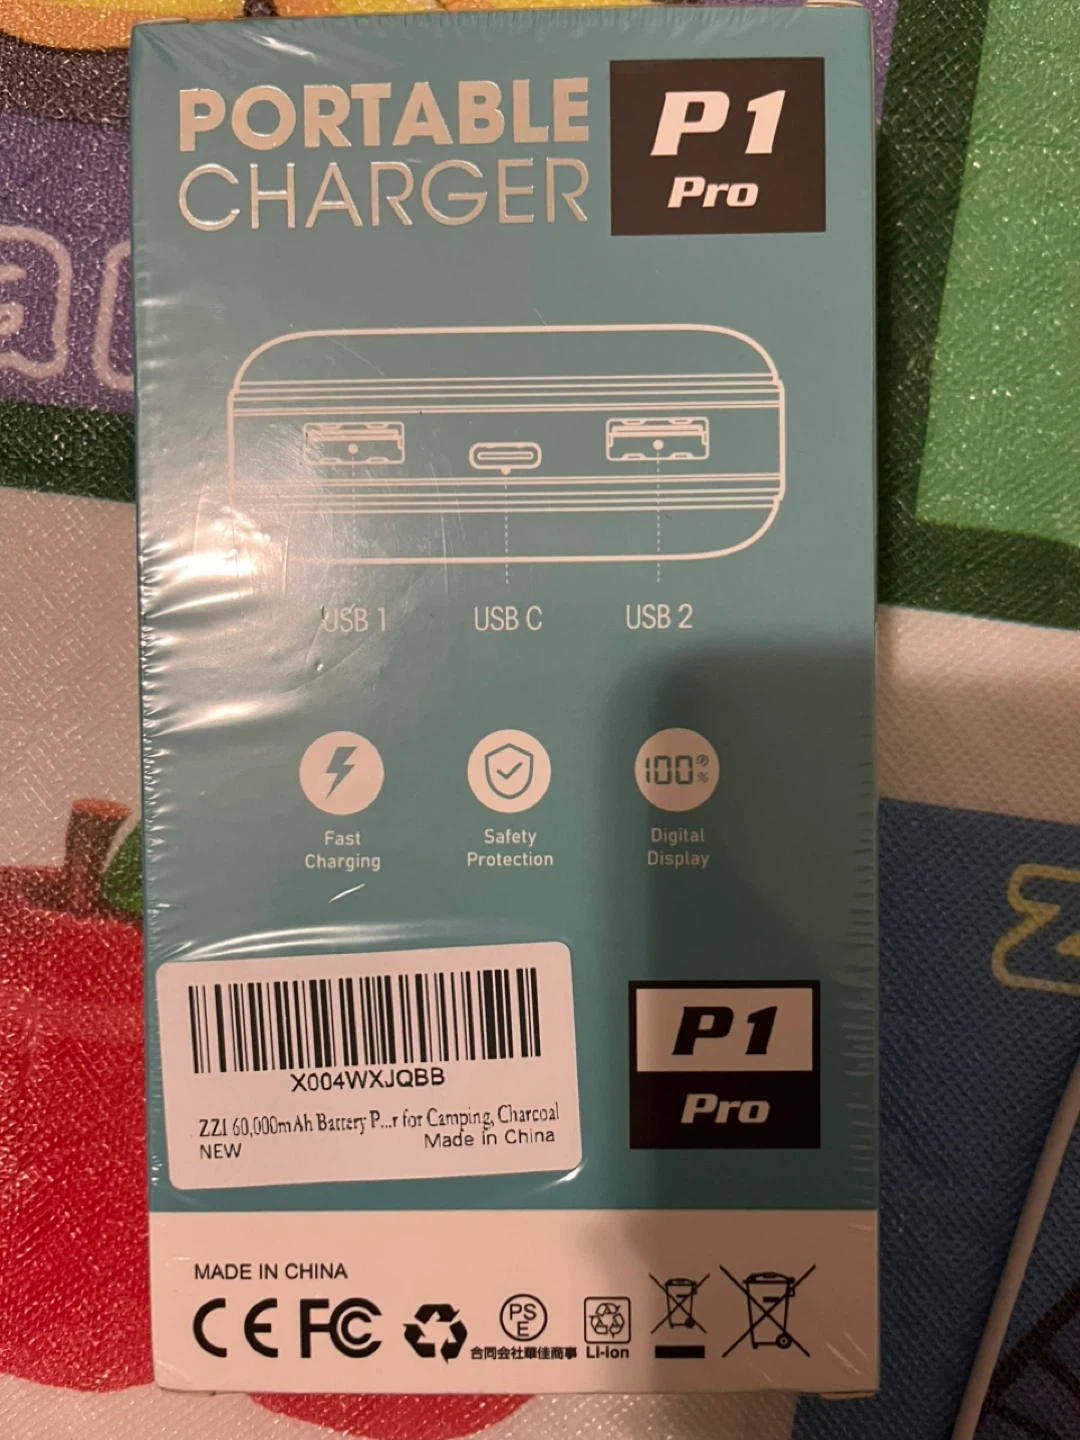 PORTABLE
CHARGER
P1
Pro
USB 1
USB C
USB 2
Fast
Charging
Safety
Protection
100%
Digital
Display
X004WXJQBB
ZZI 60,000mAh Battery P...r for Camping, Charcoal
NEW
Made in China
P1
Pro
MADE IN CHINA
CE FC
PS
E
合同会社華佳商事
Li-Ion